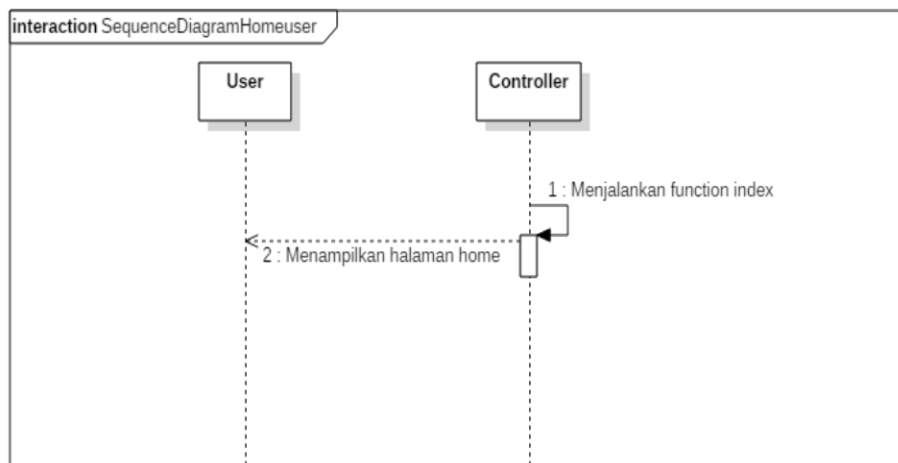 interaction SequenceDiagramHomeuser
User
Controller
1 : Menjalankan function index
2 : Menampilkan halaman home